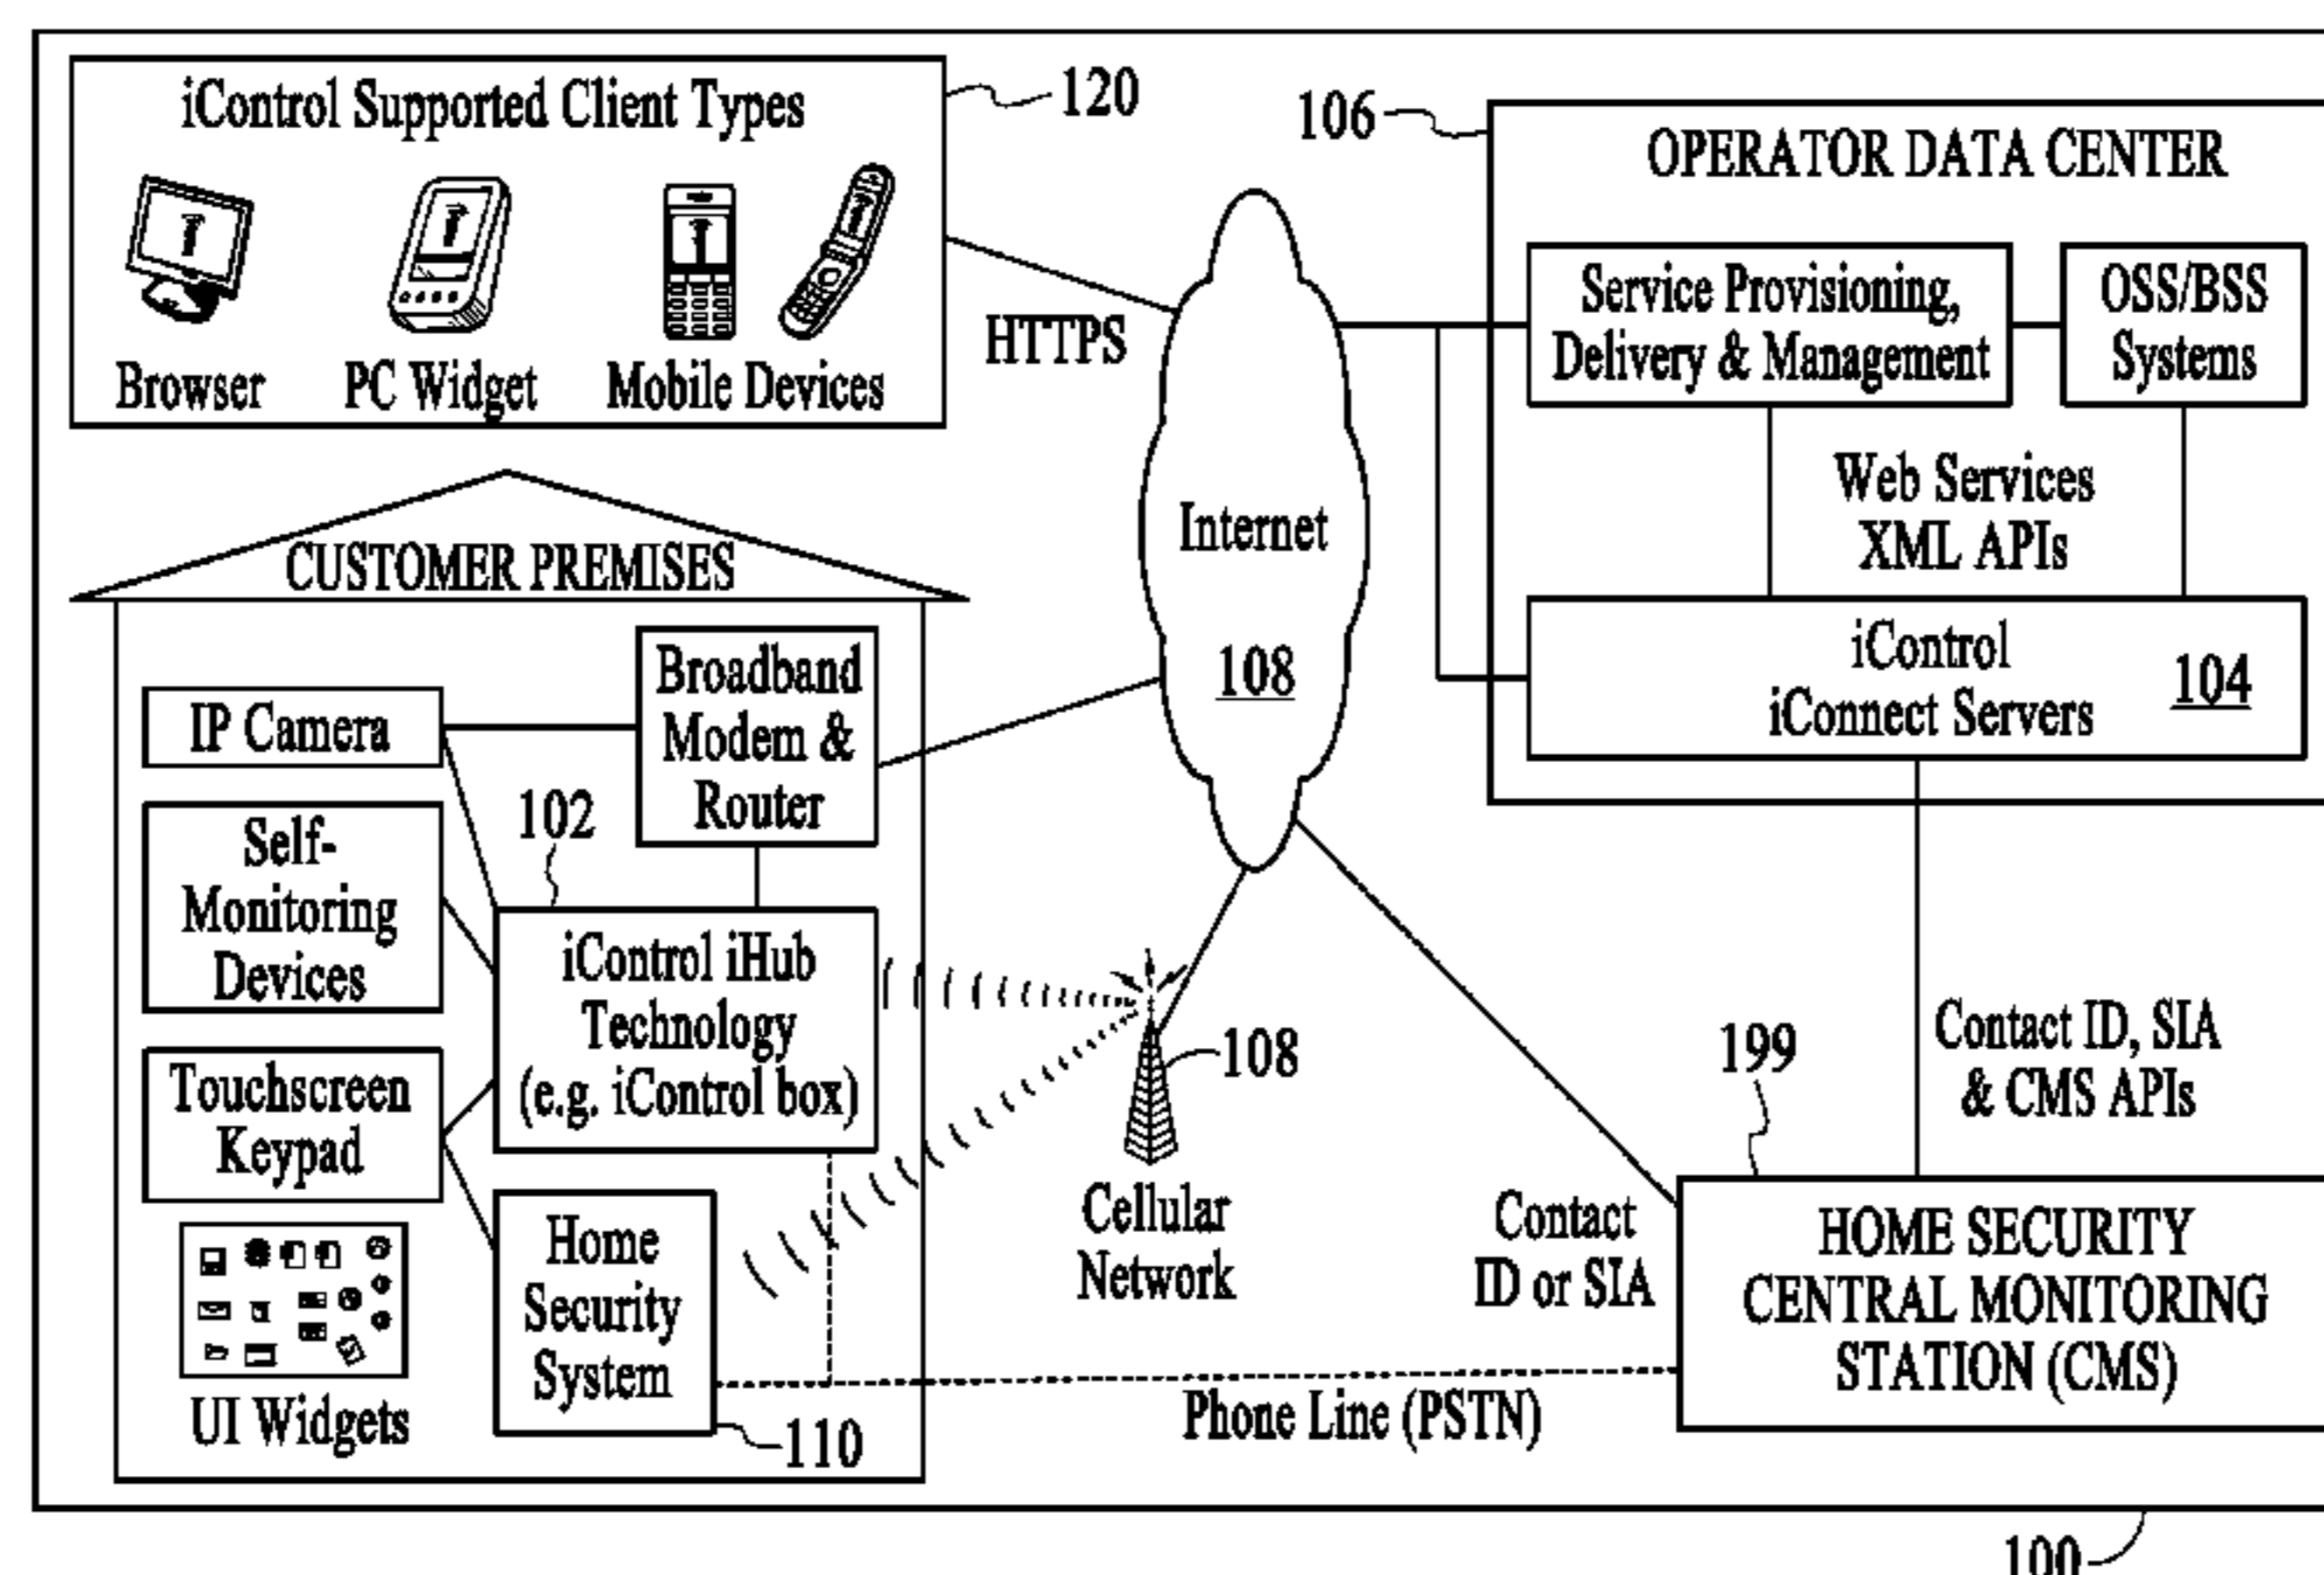 iControl Supported Client Types
120
Browser
PC Widget
Mobile Devices
HTTPS
106
OPERATOR DATA CENTER
Service Provisioning,
Delivery & Management
OSS/BSS
Systems
Web Services
XML APIs
iControl
iConnect Servers
104
Internet
108
CUSTOMER PREMISES
Broadband
Modem &
Router
IP Camera
102
Self-
Monitoring
Devices
iControl iHub
Technology
(e.g. iControl box)
Touchscreen
Keypad
Home
Security
System
110
UI Widgets
108
Cellular
Network
Contact
ID or SIA
Phone Line (PSTN)
199
Contact ID, SIA
& CMS APIs
HOME SECURITY
CENTRAL MONITORING
STATION (CMS)
100